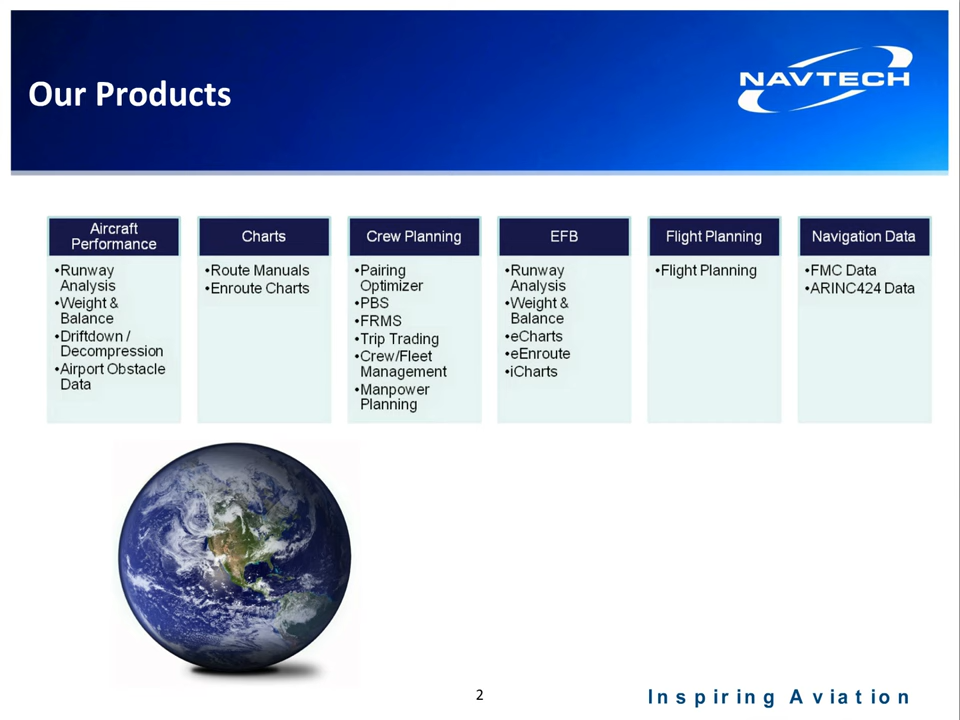 2
Our Products
NAVTECH
Aircraft
Performance
•Runway
Analysis
•Weight &
Balance
•Driftdown /
Decompression
•Airport Obstacle
Data
Charts
•Route Manuals
•Enroute Charts
Crew Planning
•Pairing
Optimizer
•PBS
•FRMS
•Trip Trading
•Crew/Fleet
Management
•Manpower
Planning
EFB
•Runway
Analysis
•Weight &
Balance
•eCharts
•eEnroute
•iCharts
Flight Planning
•Flight Planning
Navigation Data
•FMC Data
•ARINC424 Data
2
Inspiring Aviation